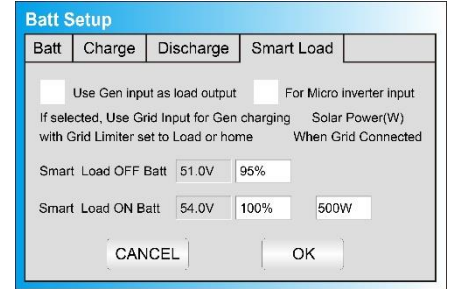 Batt Setup
Batt Charge Discharge Smart Load
Use Gen input as load output For Micro inverter input
If selected, Use Grid Input for Gen charging Solar Power(W)
with Grid Limiter set to Load or home When Grid Connected
Smart Load OFF Batt 51.0V 95%
Smart Load ON Batt 54.0V 100% 500W
CANCEL OK